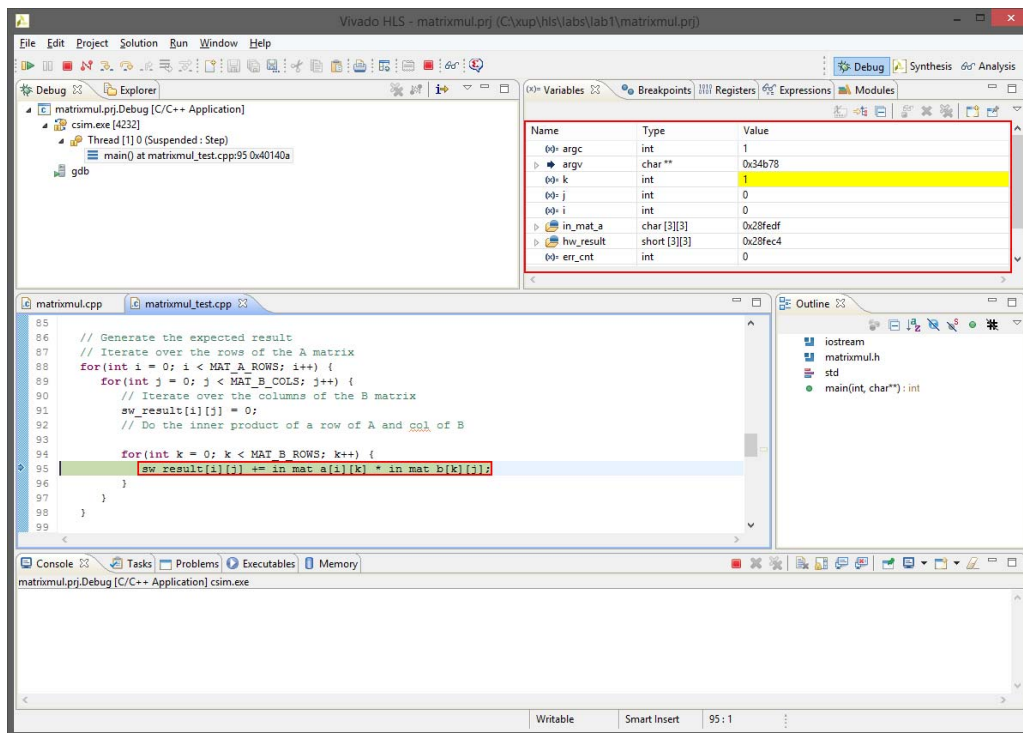 Vivado HLS - matrixmul.prj (C:\xup\hls\labs\lab1\matrixmul.prj)
File Edit Project Solution Run Window Help
Debug Synthesis Analysis
Debug Explorer
matrixmul.prj.Debug [C/C++ Application]
csim.exe [4232]
Thread [1] 0 (Suspended : Step)
main() at matrixmul_test.cpp:95 0x40140a
gdb
(x)= Variables Breakpoints Registers Expressions Modules
Name Type Value
(x)= argc int 1
argv char ** 0x34b78
(x)= k int 1
(x)= j int 0
(x)= i int 0
in_mat_a char [3][3] 0x28fedf
hw_result short [3][3] 0x28fec4
(x)= err_cnt int 0
matrixmul.cpp matrixmul_test.cpp
85
86 // Generate the expected result
87 // Iterate over the rows of the A matrix
88 for(int i = 0; i < MAT_A_ROWS; i++) {
89 for(int j = 0; j < MAT_B_COLS; j++) {
90 // Iterate over the columns of the B matrix
91 sw_result[i][j] = 0;
92 // Do the inner product of a row of A and col of B
93
94 for(int k = 0; k < MAT_B_ROWS; k++) {
95 sw_result[i][j] += in_mat_a[i][k] * in_mat_b[k][j];
96 }
97 }
98 }
99
Outline
iostream
matrixmul.h
std
main(int, char**) : int
Console Tasks Problems Executables Memory
matrixmul.prj.Debug [C/C++ Application] csim.exe
Writable Smart Insert 95 : 1